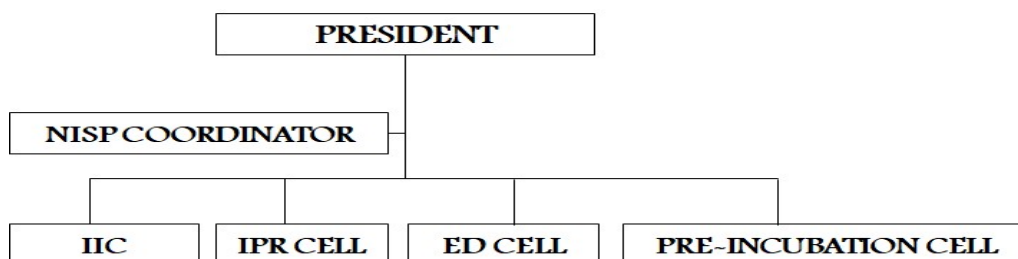 PRESIDENT
NISP COORDINATOR
IIC IPR CELL ED CELL PRE-INCUBATION CELL